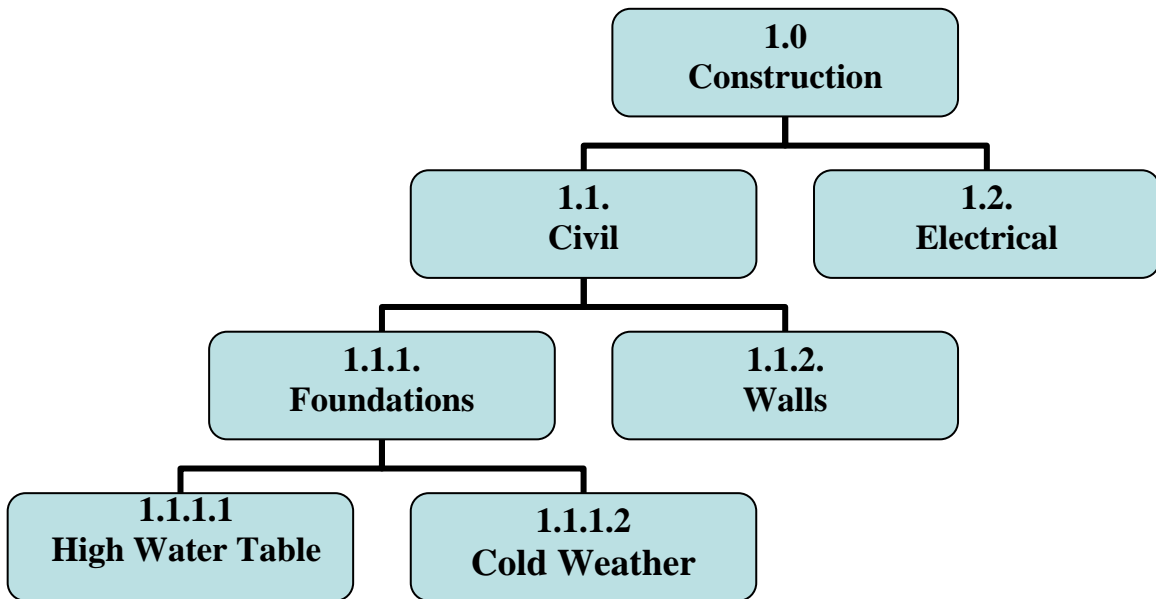 1.0
Construction
1.1.
Civil
1.2.
Electrical
1.1.1.
Foundations
1.1.2.
Walls
1.1.1.1
High Water Table
1.1.1.2
Cold Weather